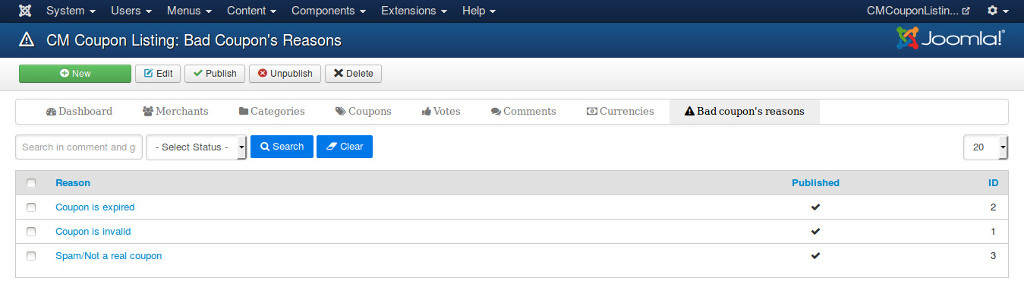 System Users Menus Content Components Extensions Help CMCouponListin...
CM Coupon Listing: Bad Coupon's Reasons Joomla!®
New Edit Publish Unpublish Delete
Dashboard Merchants Categories Coupons Votes Comments Currencies Bad coupon's reasons
Search in comment and g - Select Status - Search Clear 20
Reason Published ID
Coupon is expired 2
Coupon is invalid 1
Spam/Not a real coupon 3